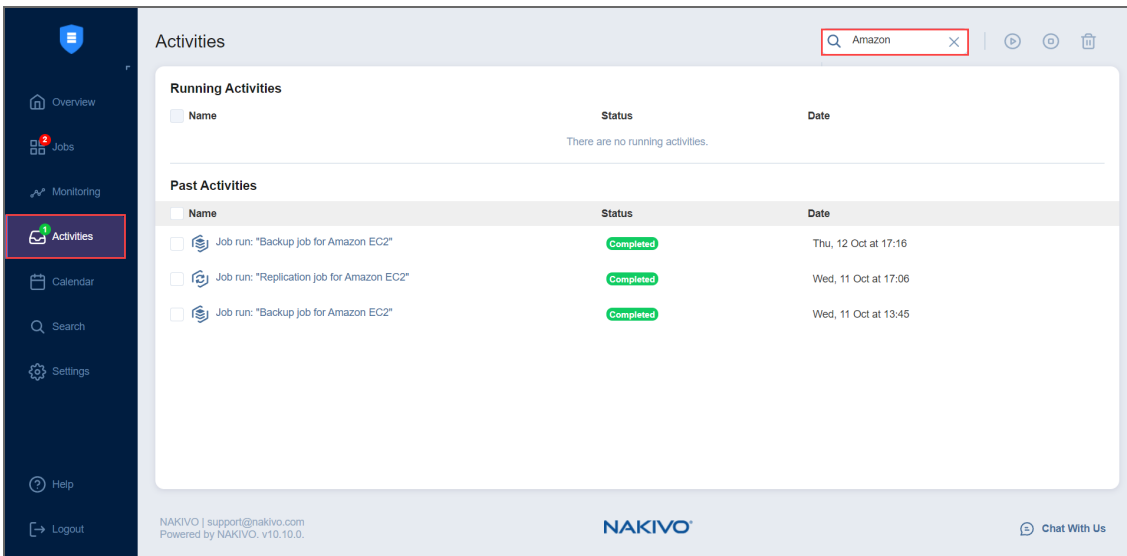 Activities
Amazon
Overview
2
Jobs
Monitoring
1
Activities
Calendar
Search
Settings
Help
Logout
Running Activities
Name Status Date
There are no running activities.
Past Activities
Name Status Date
Job run: "Backup job for Amazon EC2" Completed Thu, 12 Oct at 17:16
Job run: "Replication job for Amazon EC2" Completed Wed, 11 Oct at 17:06
Job run: "Backup job for Amazon EC2" Completed Wed, 11 Oct at 13:45
NAKIVO | support@nakivo.com
Powered by NAKIVO. v10.10.0.
NAKIVO
Chat With Us